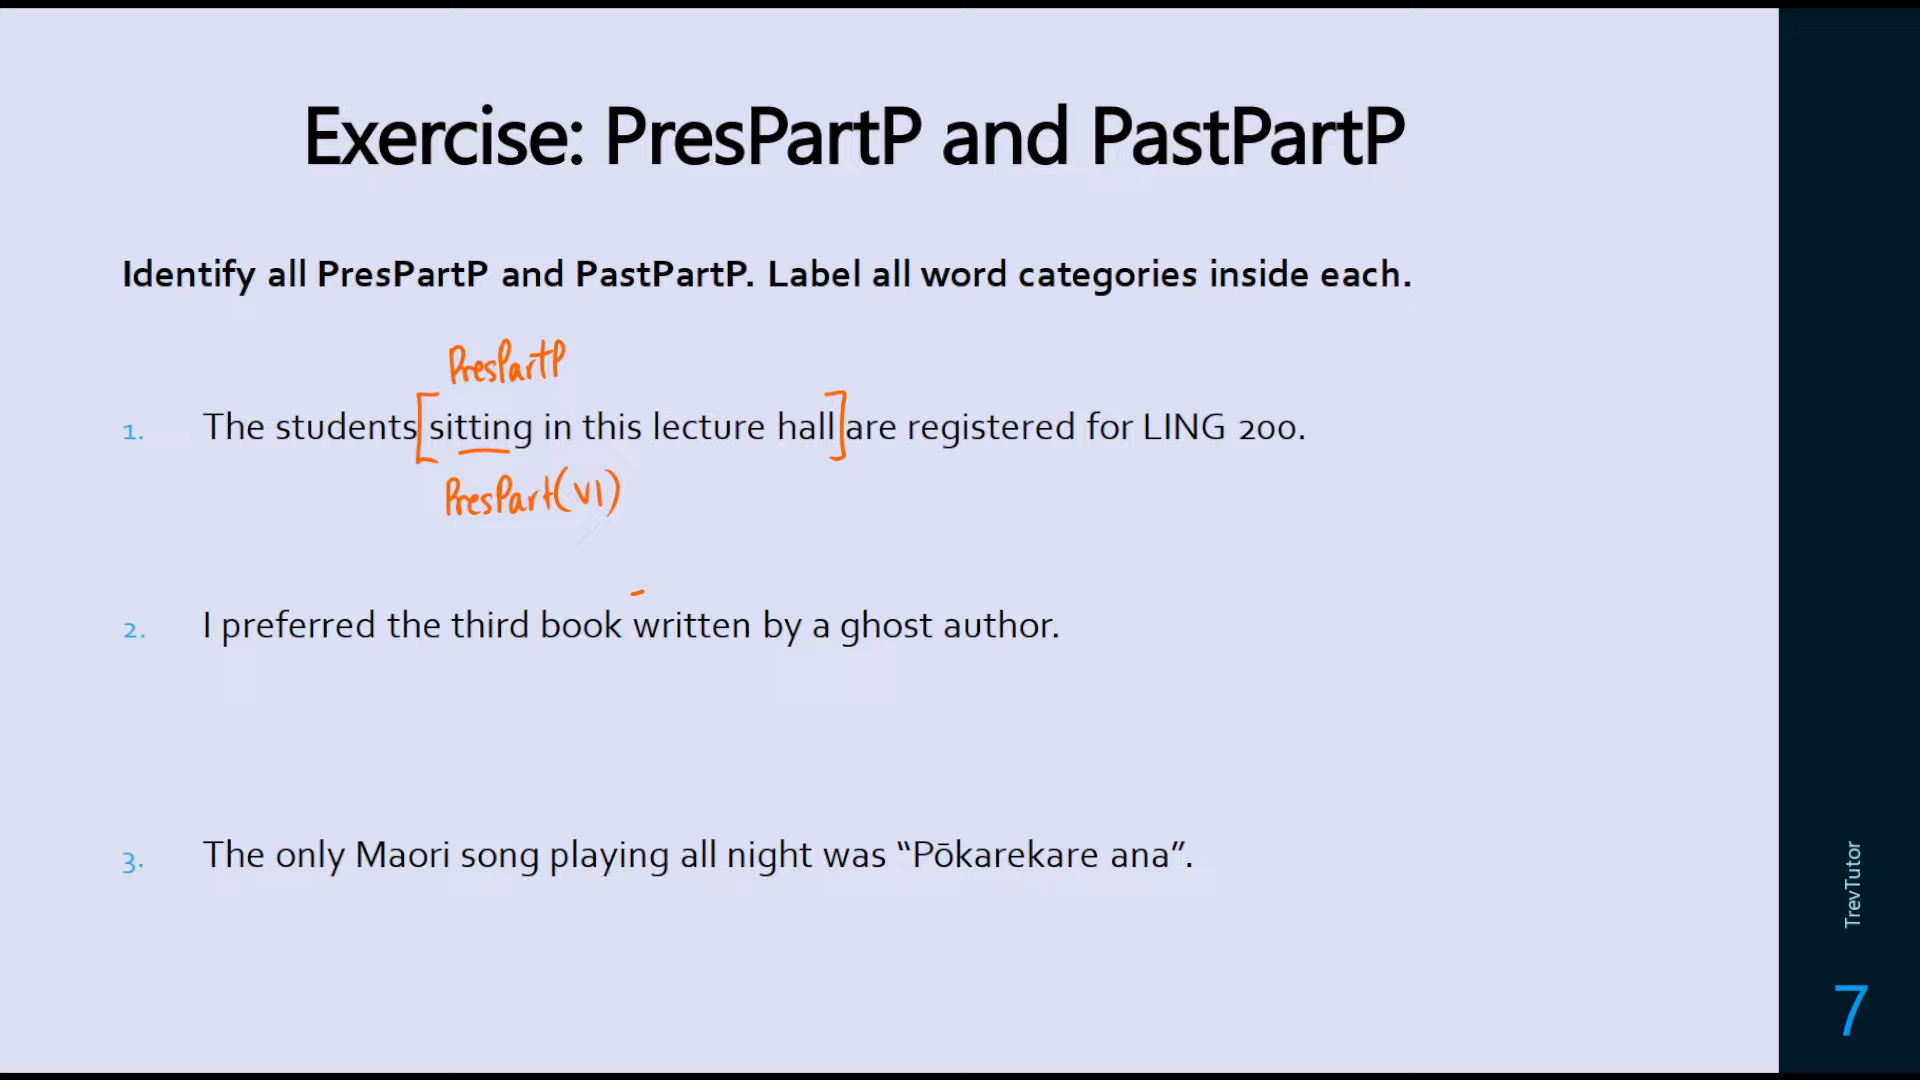 Exercise: PresPartP and PastPartP
Identify all PresPartP and PastPartP. Label all word categories inside each.
PresPartP
1. The students [sitting in this lecture hall] are registered for LING 200.
PresPart(V1)
2. I preferred the third book written by a ghost author.
3. The only Maori song playing all night was “Pōkarekare ana”.
TrevTutor
7